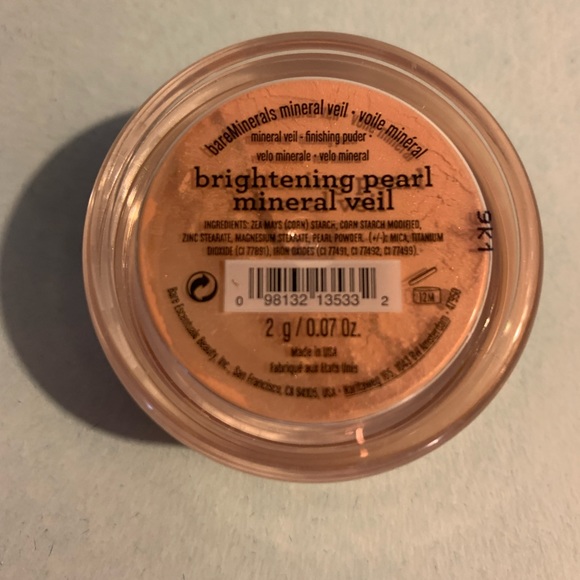 bareMinerals mineral veil • voile minéral
mineral veil - finishing puder •
velo minerale • velo mineral
brightening pearl
mineral veil
INGREDIENTS: ZEA MAYS (CORN) STARCH, CORN STARCH MODIFIED,
ZINC STEARATE, MAGNESIUM STEARATE, PEARL POWDER. (+/-): MICA, TITANIUM
DIOXIDE (CI 77891), IRON OXIDES (CI 77491, CI 77492, CI 77499).
9K1
12M
0 98132 13533 2
2 g / 0.07 Oz.
Made in USA
Fabriqué aux États Unis
Bare Escentuals Beauty, Inc., San Francisco, CA 94105, USA •